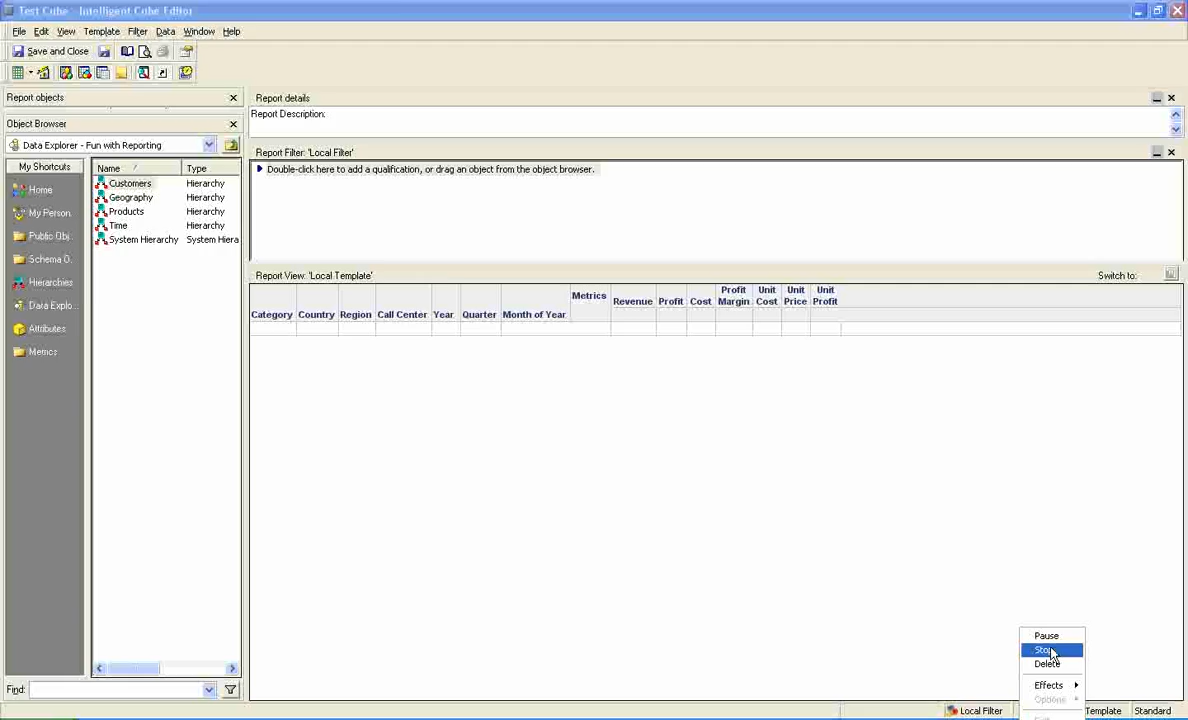 Test Cube - Intelligent Cube Editor
File Edit View Template Filter Data Window Help
Save and Close
Report objects
Object Browser
Data Explorer - Fun with Reporting
My Shortcuts
Home
My Person.
Public Obj.
Schema O.
Hierarchies
Data Explo..
Attributes
Metrics
Name Type
Customers Hierarchy
Geography Hierarchy
Products Hierarchy
Time Hierarchy
System Hierarchy System Hiera
Find:
Report details
Report Description:
Report Filter: 'Local Filter'
Double-click here to add a qualification, or drag an object from the object browser.
Report View: 'Local Template'
Switch to:
Category Country Region Call Center Year Quarter Month of Year
Metrics Revenue Profit Cost Profit Margin Unit Cost Unit Price Unit Profit
Pause
Stop
Delete
Effects
Options
Local Filter
Template
Standard